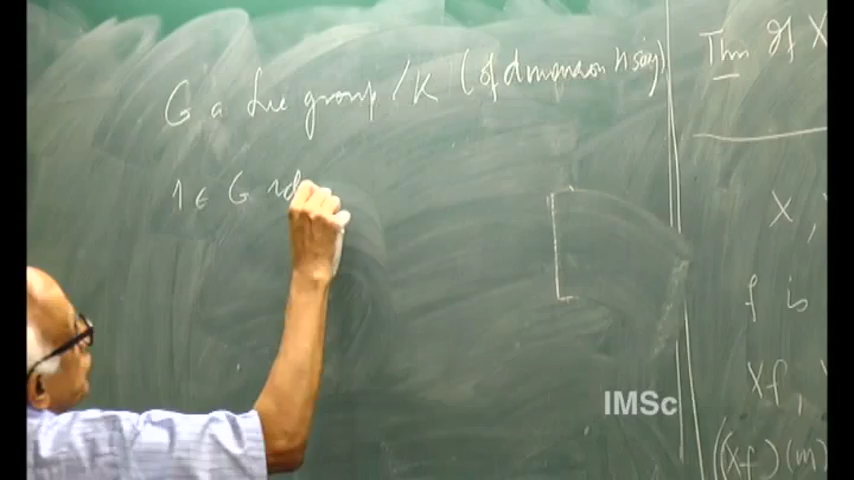 G a Lie group / K (of dimension n say)
1 ∈ G id
Thm If X
X,
f is
Xf,
((Xf)(m)
IMSc